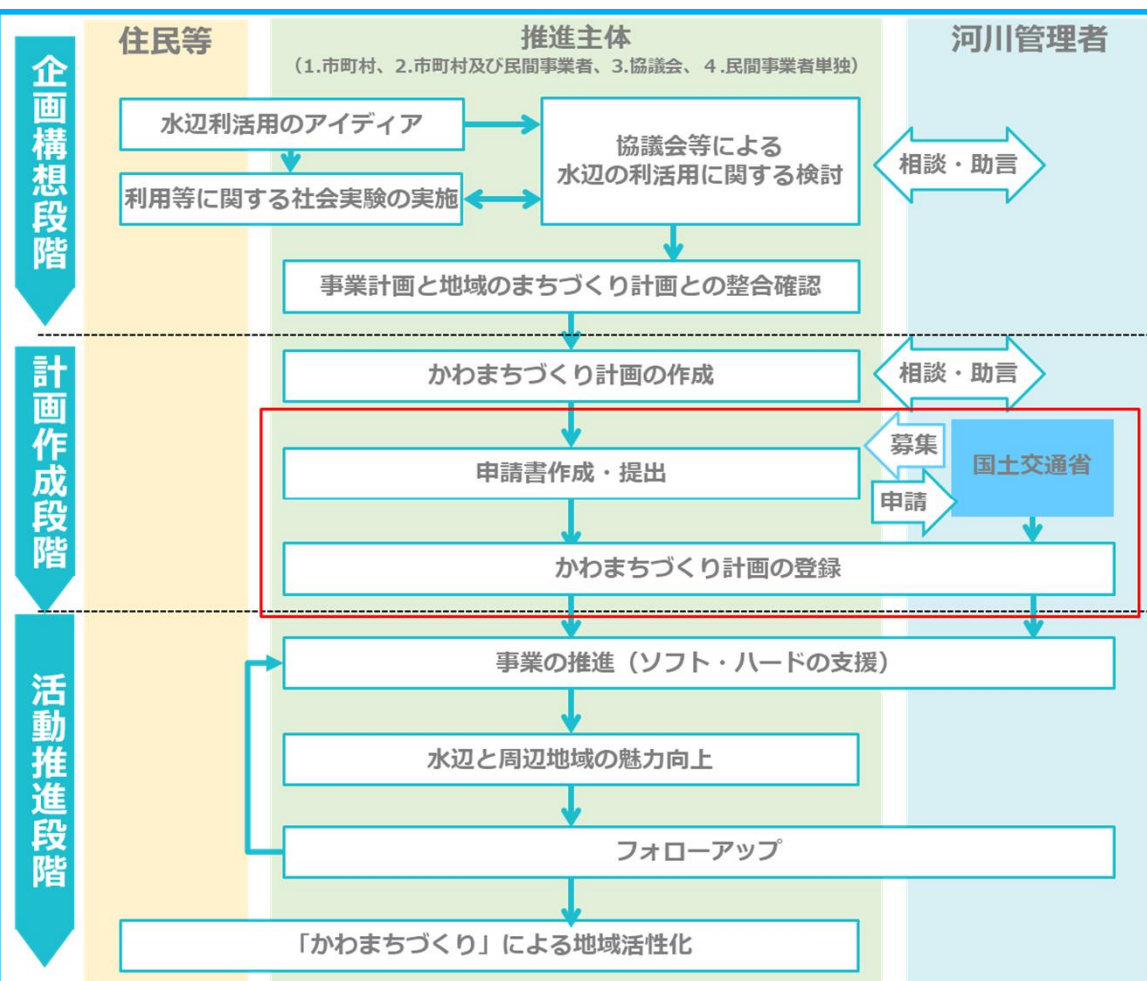 住民等
推進主体
（1.市町村、2.市町村及び民間事業者、3.協議会、４.民間事業者単独）
河川管理者
企画構想段階
水辺利活用のアイディア
協議会等による
水辺の利活用に関する検討
相談・助言
利用等に関する社会実験の実施
事業計画と地域のまちづくり計画との整合確認
計画作成段階
かわまちづくり計画の作成
相談・助言
申請書作成・提出
募集
申請
国土交通省
かわまちづくり計画の登録
活動推進段階
事業の推進（ソフト・ハードの支援）
水辺と周辺地域の魅力向上
フォローアップ
「かわまちづくり」による地域活性化